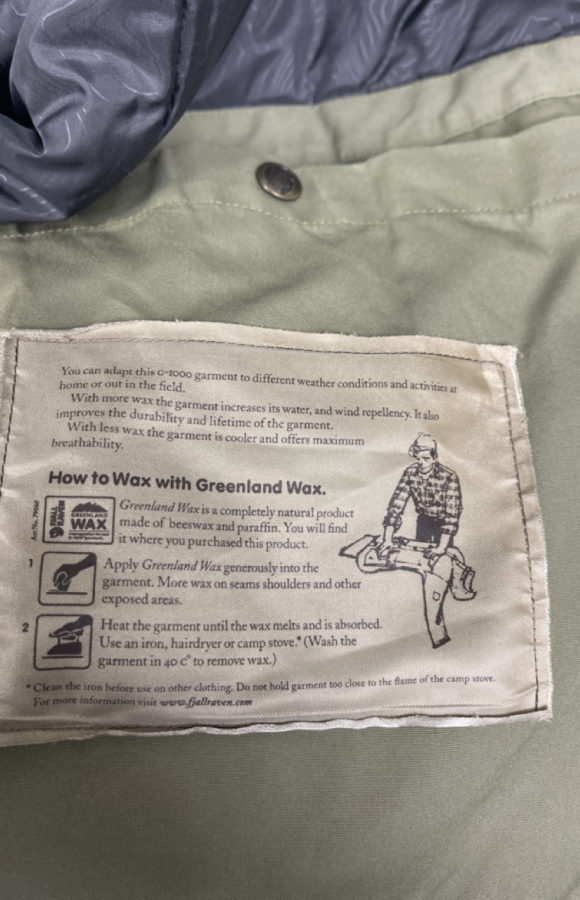 You can adapt this G-1000 garment to different weather conditions and activities at
home or out in the field.
With more wax the garment increases its water, and wind repellency. It also
improves the durability and lifetime of the garment.
With less wax the garment is cooler and offers maximum
breathability.
How to Wax with Greenland Wax.
FJÄLL
RÄVEN
GREENLAND
WAX
Greenland Wax is a completely natural product
made of beeswax and paraffin. You will find
it where you purchased this product.
1
Apply Greenland Wax generously into the
garment. More wax on seams shoulders and other
exposed areas.
2
Heat the garment until the wax melts and is absorbed.
Use an iron, hairdryer or camp stove.* (Wash the
garment in 40 c° to remove wax.)
* Clean the iron before use on other clothing. Do not hold garment too close to the flame of the camp stove.
For more information visit www.fjallraven.com